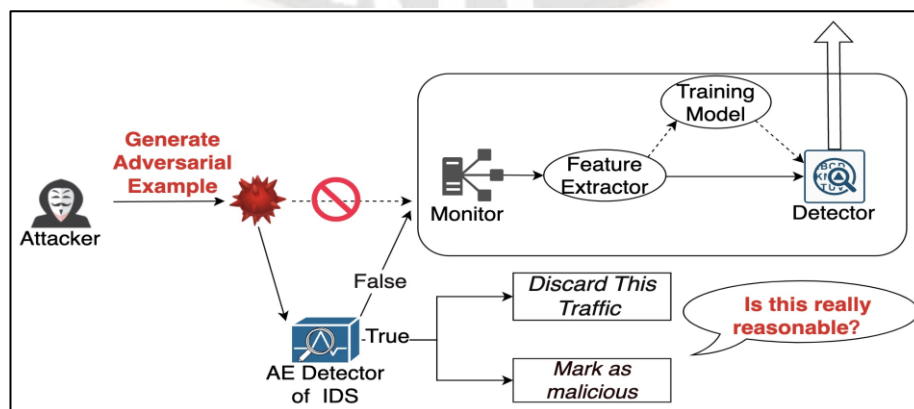 Generate
Adversarial
Example
Attacker
False
True
AE Detector
of IDS
Monitor
Feature
Extractor
Training
Model
Detector
Discard This
Traffic
Mark as
malicious
Is this really
reasonable?